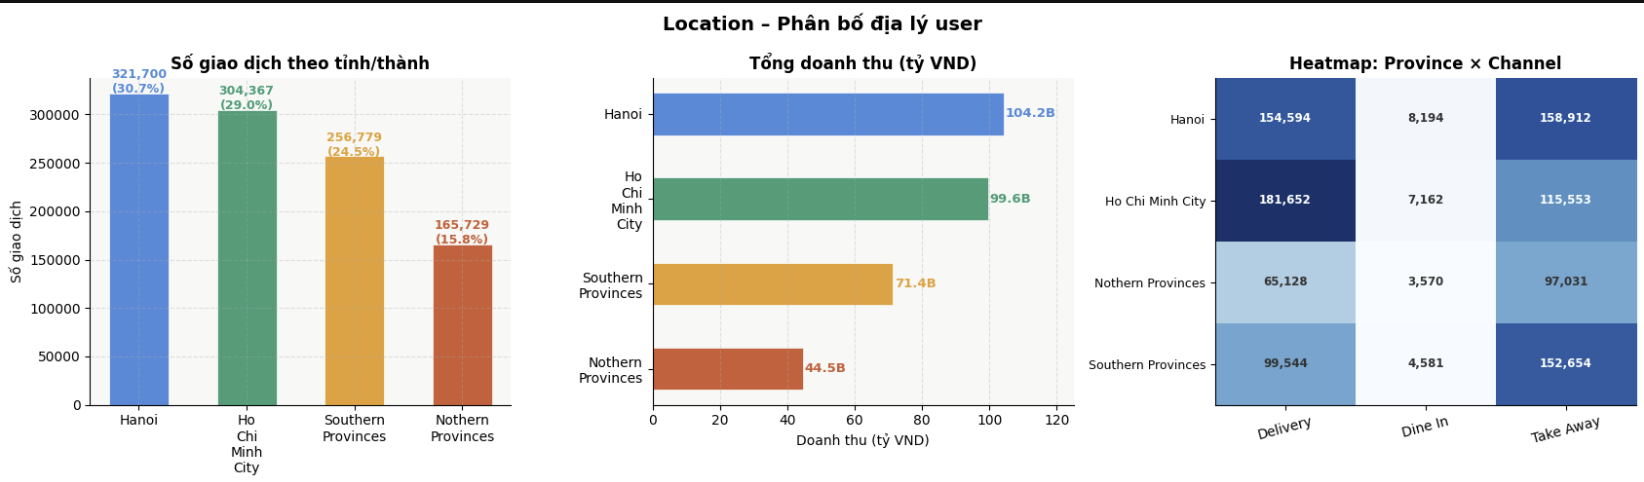 Location – Phân bố địa lý user
Số giao dịch theo tỉnh/thành
Số giao dịch
300000
250000
200000
150000
100000
50000
0
321,700
(30.7%)
304,367
(29.0%)
256,779
(24.5%)
165,729
(15.8%)
Hanoi
Ho
Chi
Minh
City
Southern
Provinces
Nothern
Provinces
Tổng doanh thu (tỷ VND)
Hanoi
104.2B
Ho
Chi
Minh
City
99.6B
Southern
Provinces
71.4B
Nothern
Provinces
44.5B
0 20 40 60 80 100 120
Doanh thu (tỷ VND)
Heatmap: Province × Channel
Hanoi 154,594 8,194 158,912
Ho Chi Minh City 181,652 7,162 115,553
Nothern Provinces 65,128 3,570 97,031
Southern Provinces 99,544 4,581 152,654
Delivery Dine In Take Away